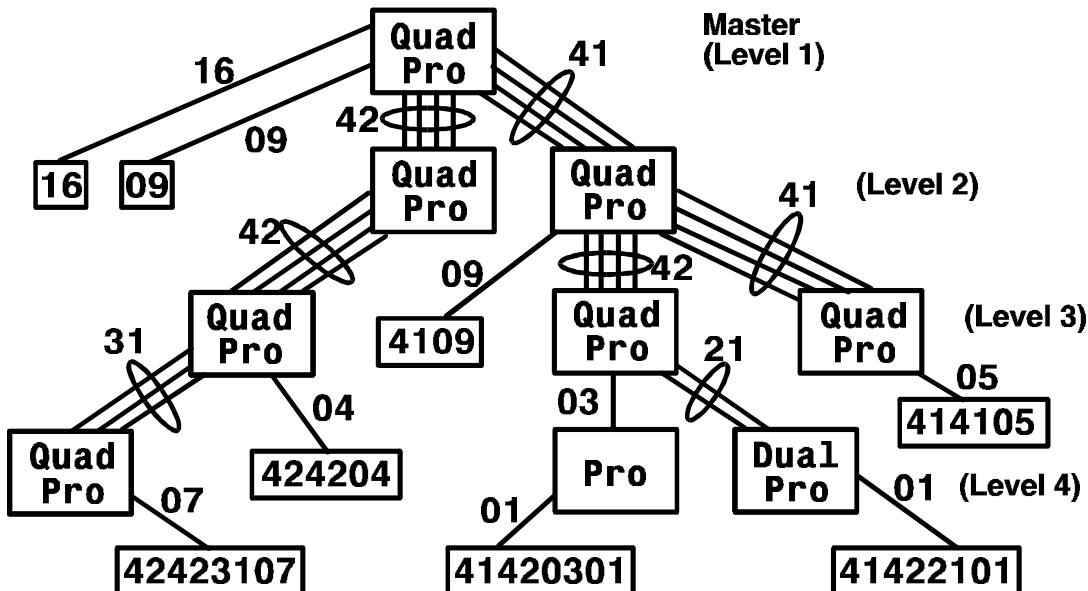 Quad
Pro
Master
(Level 1)
16
09
42
41
16
09
Quad
Pro
Quad
Pro
(Level 2)
42
09
42
41
Quad
Pro
4109
Quad
Pro
Quad
Pro
(Level 3)
31
04
03
21
05
414105
Quad
Pro
424204
Pro
Dual
Pro
(Level 4)
07
01
01
42423107
41420301
41422101